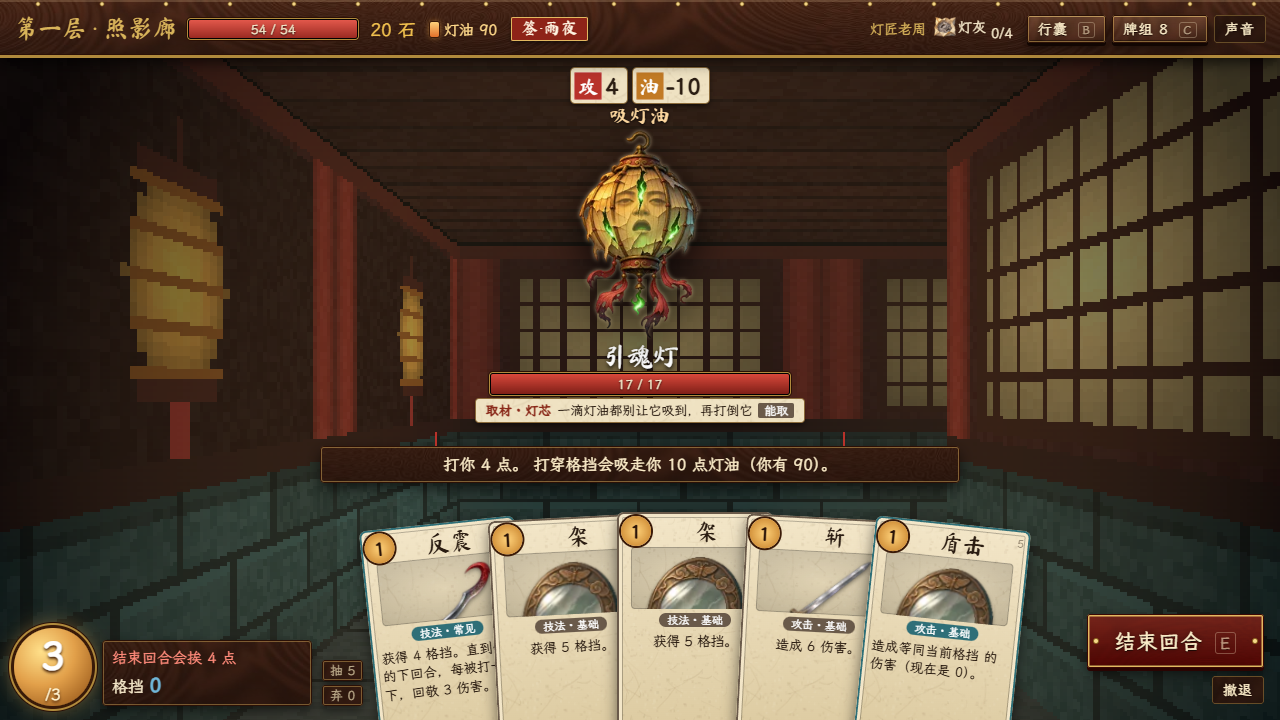 第一层·照影廊
54 / 54
20 石
灯油 90
签·雨夜
灯匠老周
灯灰 0/4
行囊 B
牌组 8 C
声音
攻 4
油 -10
吸灯油
引魂灯
17 / 17
取材·灯芯 一滴灯油都别让它吸到，再打倒它 能取
打你 4 点。 打穿格挡会吸走你 10 点灯油（你有 90）。
1
反震
技法·常见
获得 4 格挡。直到
的下回合，每被打一
下，回敬 3 伤害。
1
架
技法·基础
获得 5 格挡。
1
架
技法·基础
获得 5 格挡。
1
斩
攻击·基础
造成 6 伤害。
1
盾击
5
攻击·基础
造成等同当前格挡 的
伤害（现在是 0）。
3
/3
结束回合会挨 4 点
格挡 0
抽 5
弃 0
结束回合 E
撤退